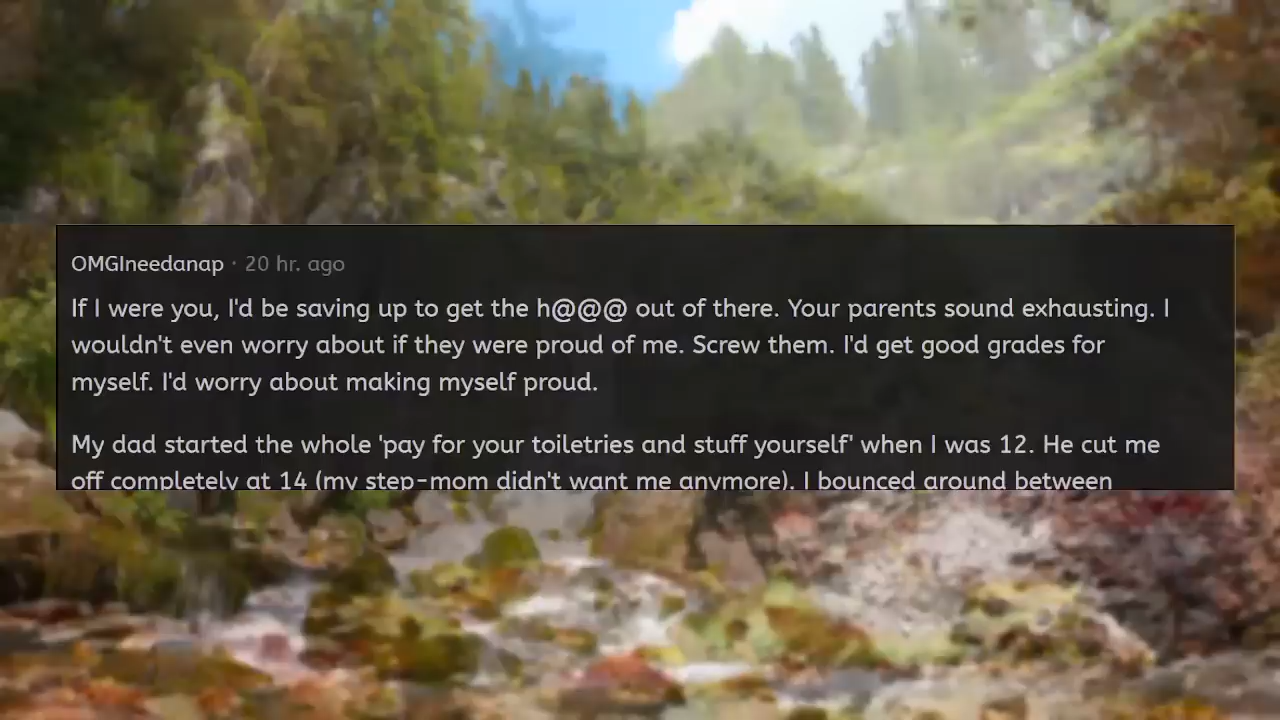 OMGIneedanap · 20 hr. ago
If I were you, I'd be saving up to get the h@@@ out of there. Your parents sound exhausting. I
wouldn't even worry about if they were proud of me. Screw them. I'd get good grades for
myself. I'd worry about making myself proud.
My dad started the whole 'pay for your toiletries and stuff yourself' when I was 12. He cut me
off completely at 14 (my step-mom didn't want me anymore). I bounced around between